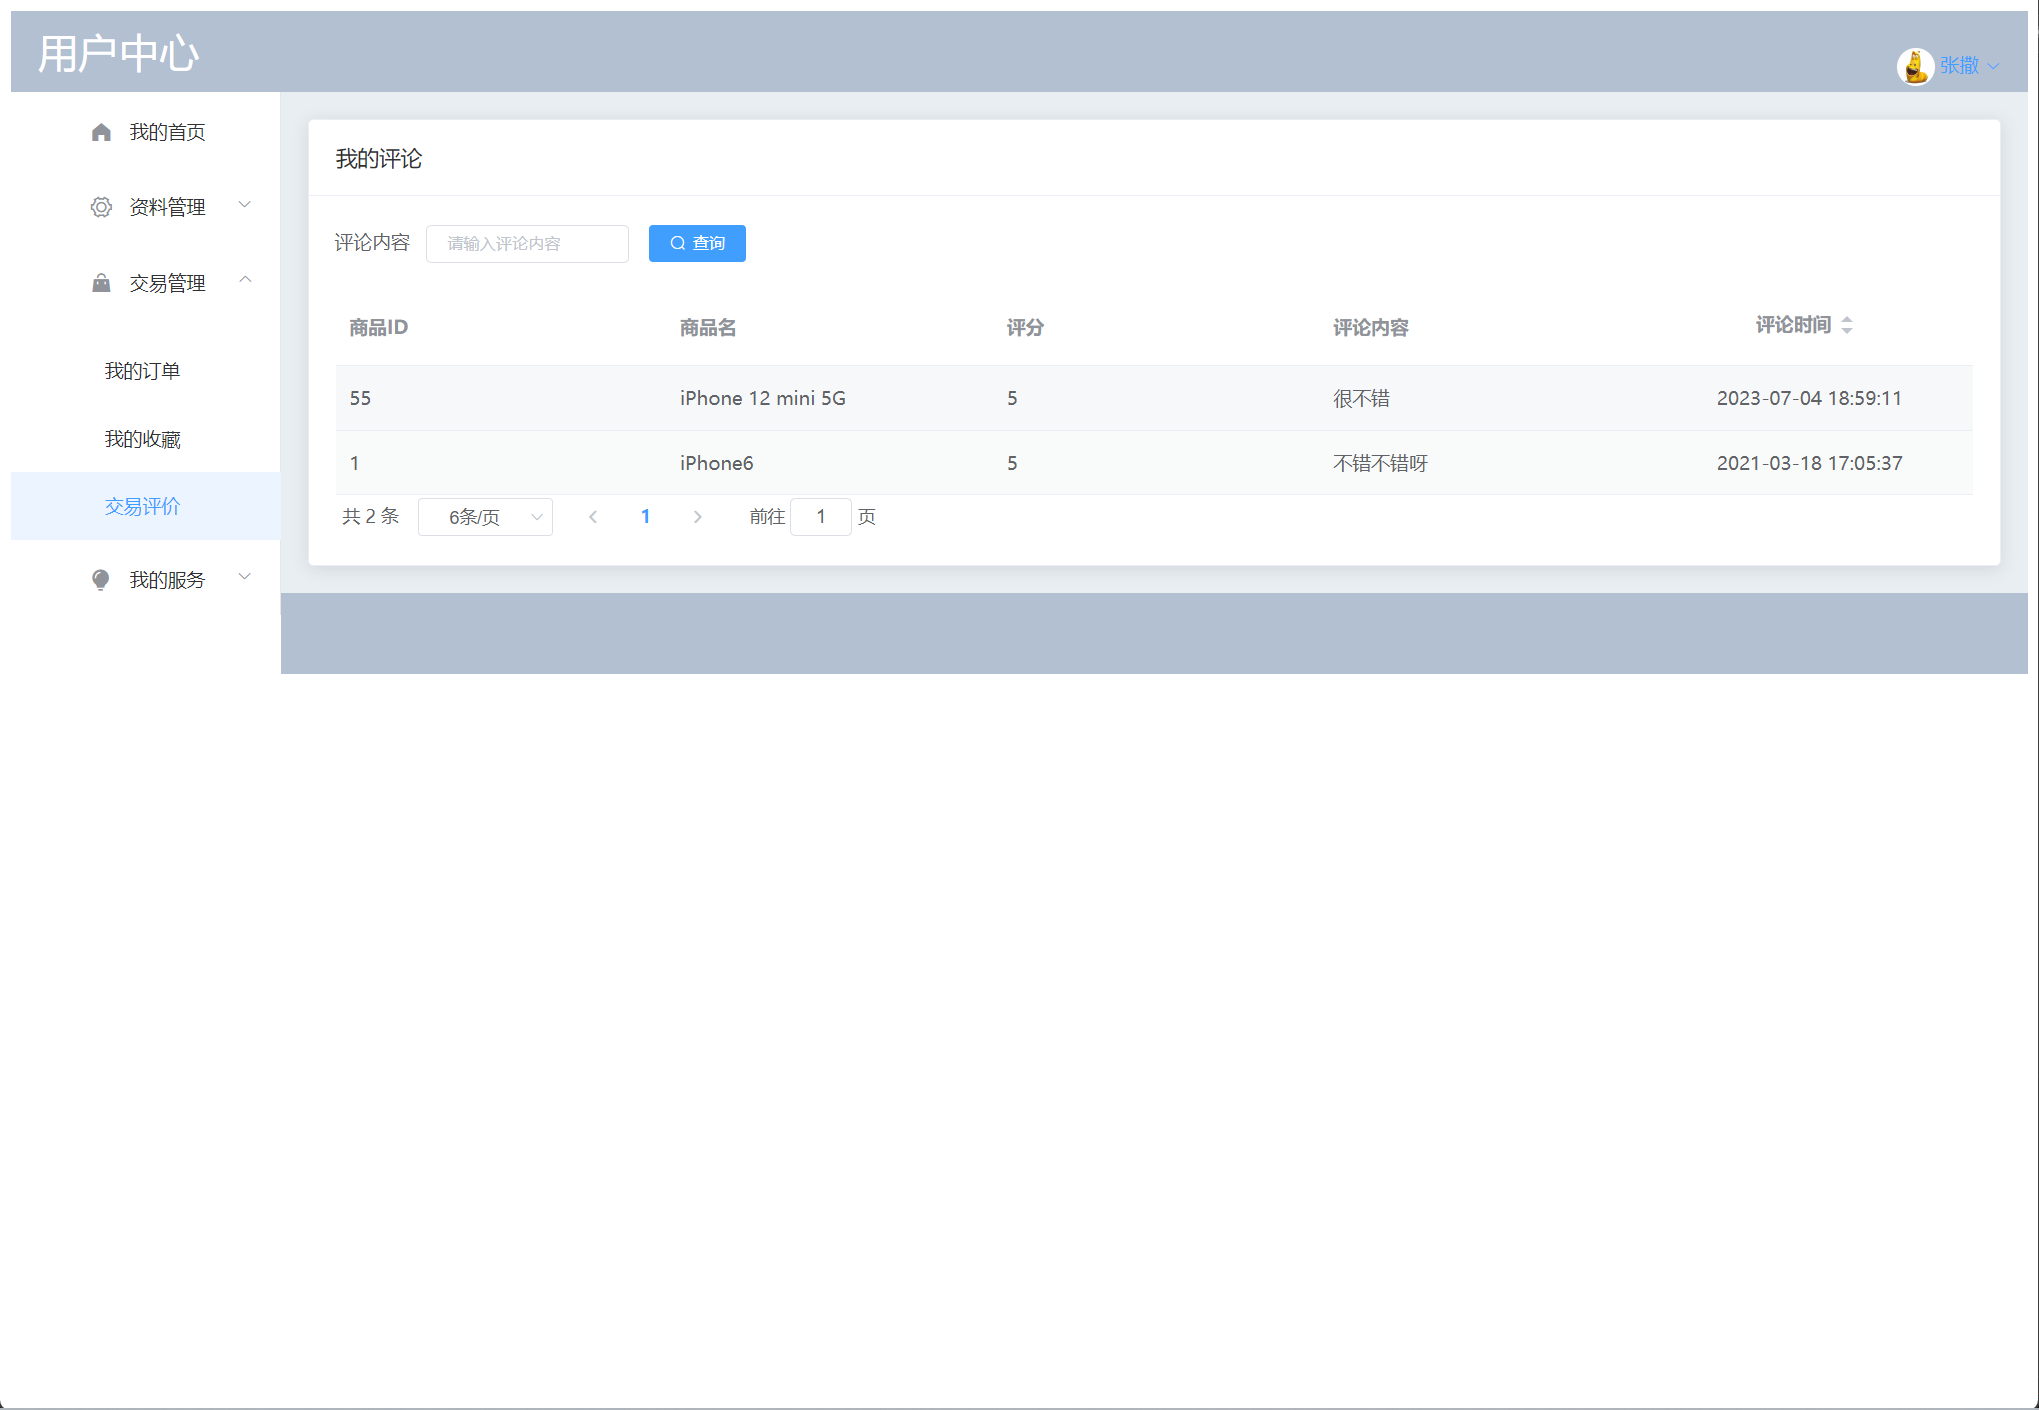 用户中心
张撒
我的首页
资料管理
交易管理
我的订单
我的收藏
交易评价
我的服务
我的评论
评论内容 请输入评论内容 查询
商品ID 商品名 评分 评论内容 评论时间
55 iPhone 12 mini 5G 5 很不错 2023-07-04 18:59:11
1 iPhone6 5 不错不错呀 2021-03-18 17:05:37
共 2 条 6条/页 1 前往 1 页